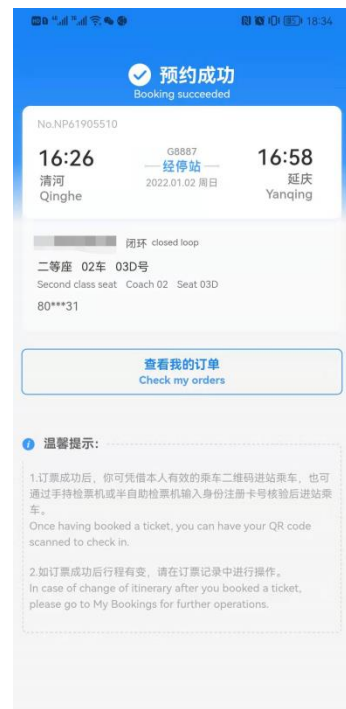 18:34
预约成功
Booking succeeded
No.NP61905510
16:26
G8887
经停站
16:58
清河
2022.01.02 周日
延庆
Qinghe
Yanqing
闭环 closed loop
二等座 02车 03D号
Second class seat Coach 02 Seat 03D
80***31
查看我的订单
Check my orders
温馨提示:
1.订票成功后，你可凭借本人有效的乘车二维码进站乘车，也可
通过手持检票机或半自助检票机输入身份注册卡号核验后进站乘
车。
Once having booked a ticket, you can have your QR code
scanned to check in.
2.如订票成功后行程有变，请在订票记录中进行操作。
In case of change of itinerary after you booked a ticket,
please go to My Bookings for further operations.